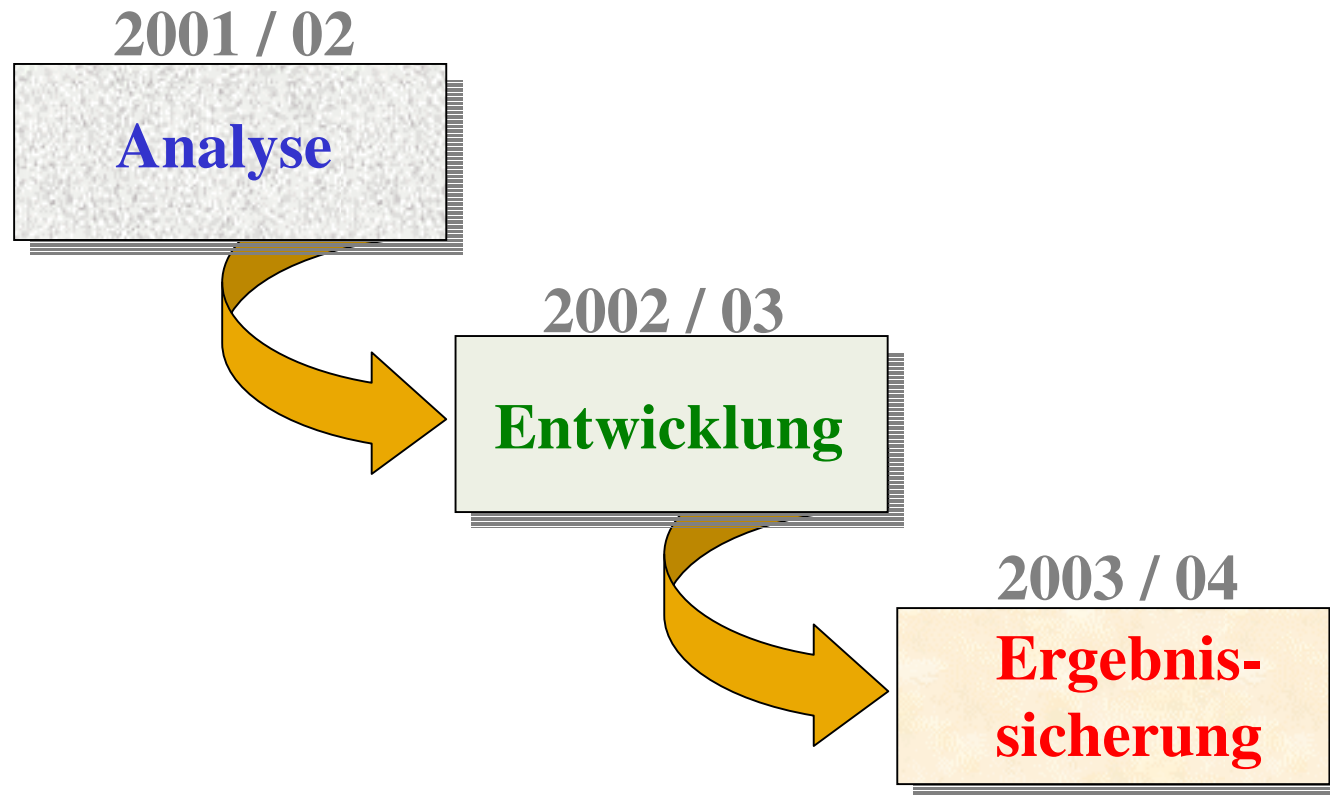 2001 / 02
Analyse
2002 / 03
Entwicklung
2003 / 04
Ergebnis-
sicherung